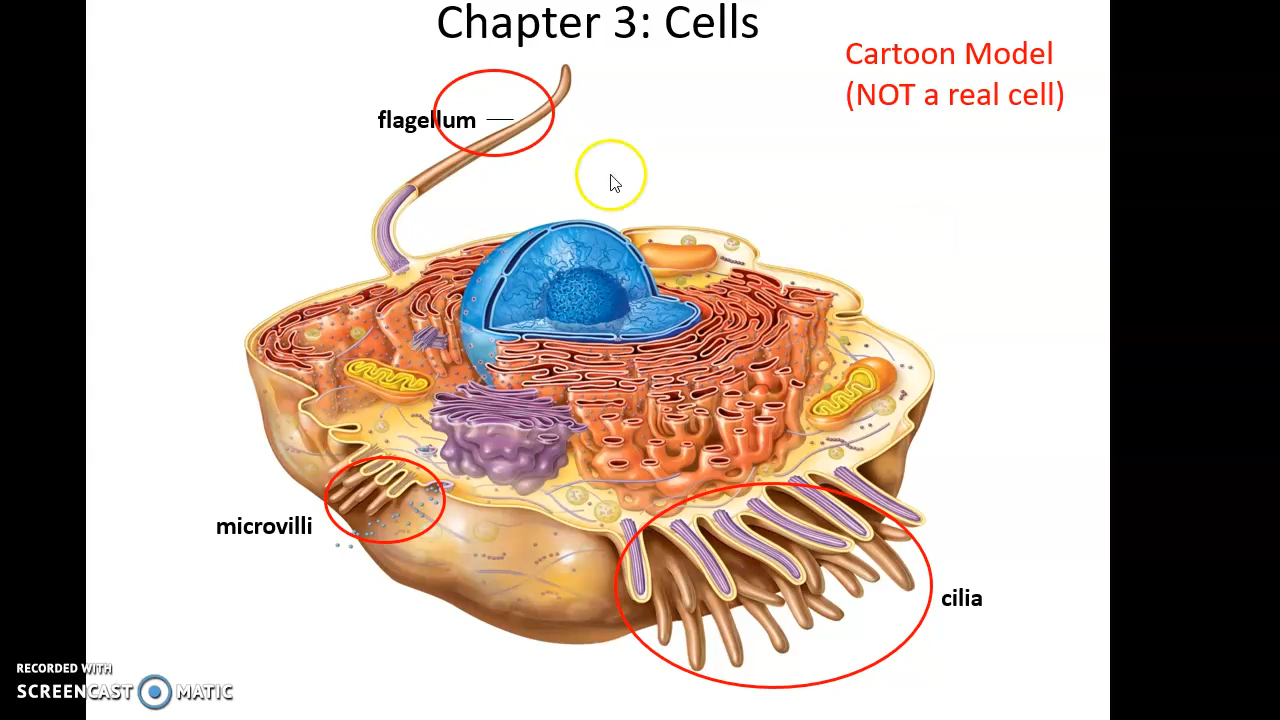 Chapter 3: Cells
Cartoon Model
(NOT a real cell)
flagellum
microvilli
cilia
RECORDED WITH
SCREENCAST MATIC